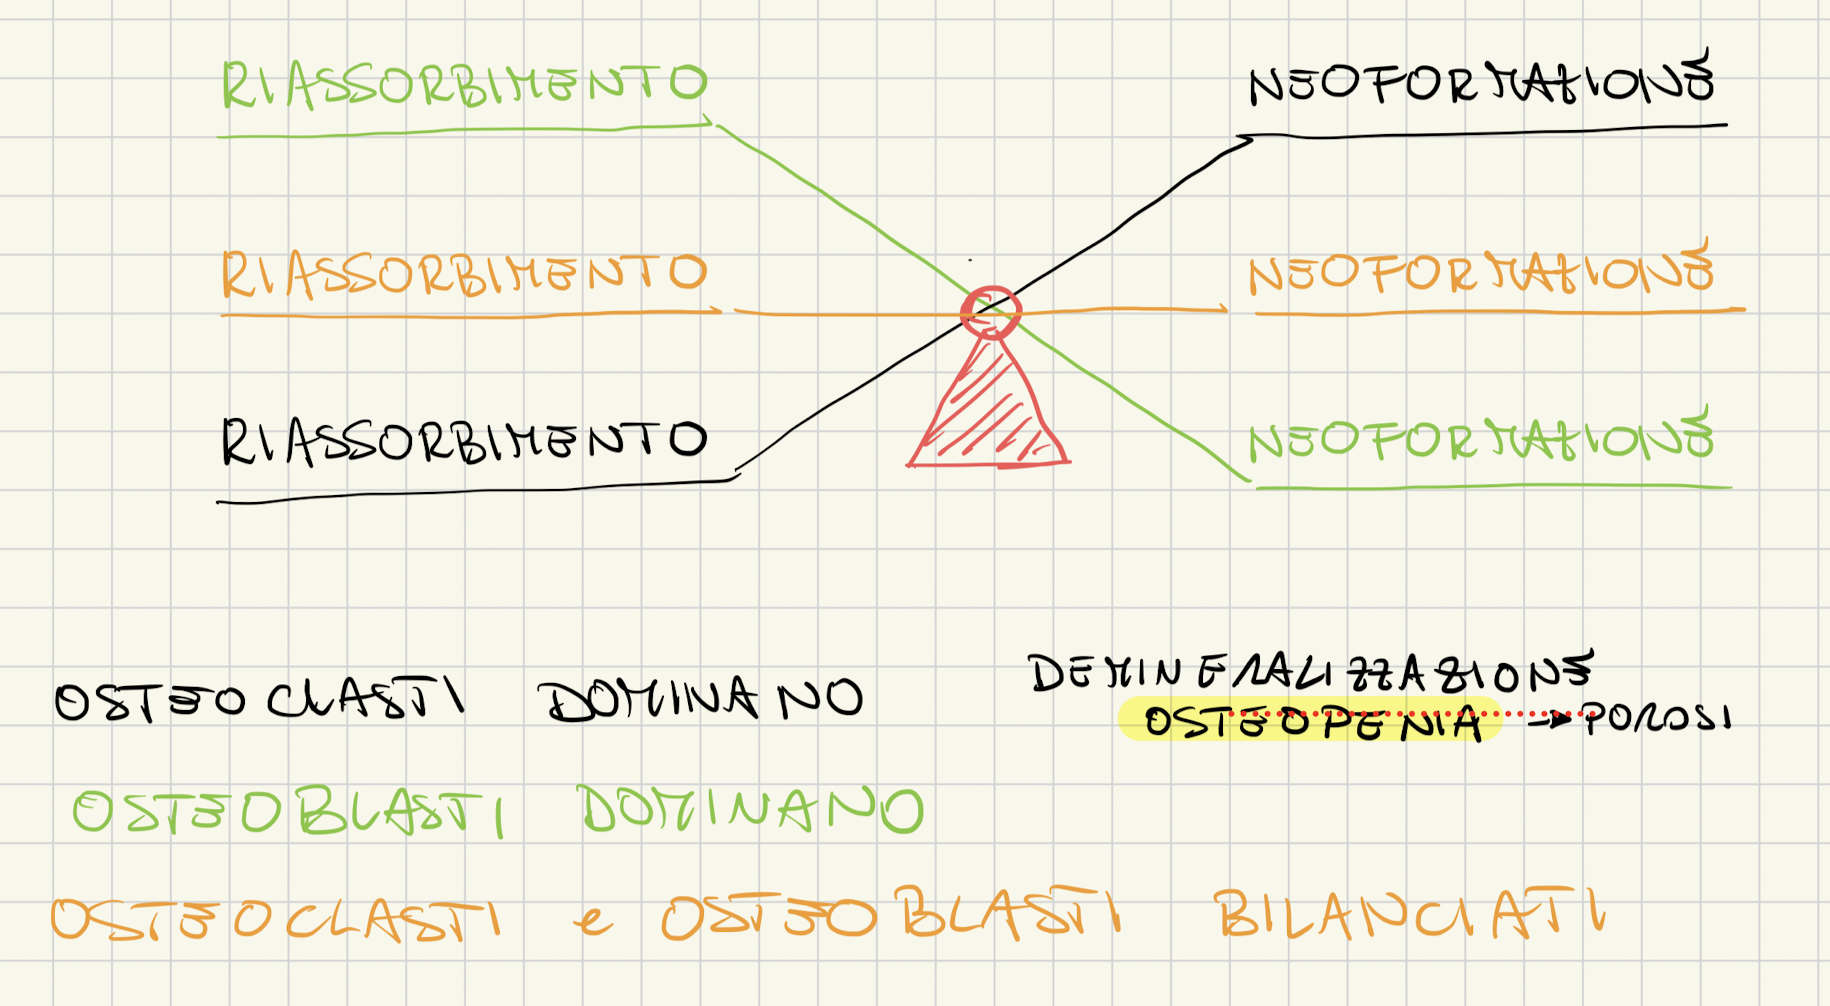 RIASSORBIMENTO NEOFORMAZIONE
RIASSORBIMENTO NEOFORMAZIONE
RIASSORBIMENTO NEOFORMAZIONE
OSTEOCLASTI DOMINANO
DEMINERALIZZAZIONE
OSTEOPENIA → POROSI
OSTEOBLASTI DOMINANO
OSTEOCLASTI e OSTEOBLASTI BILANCIATI